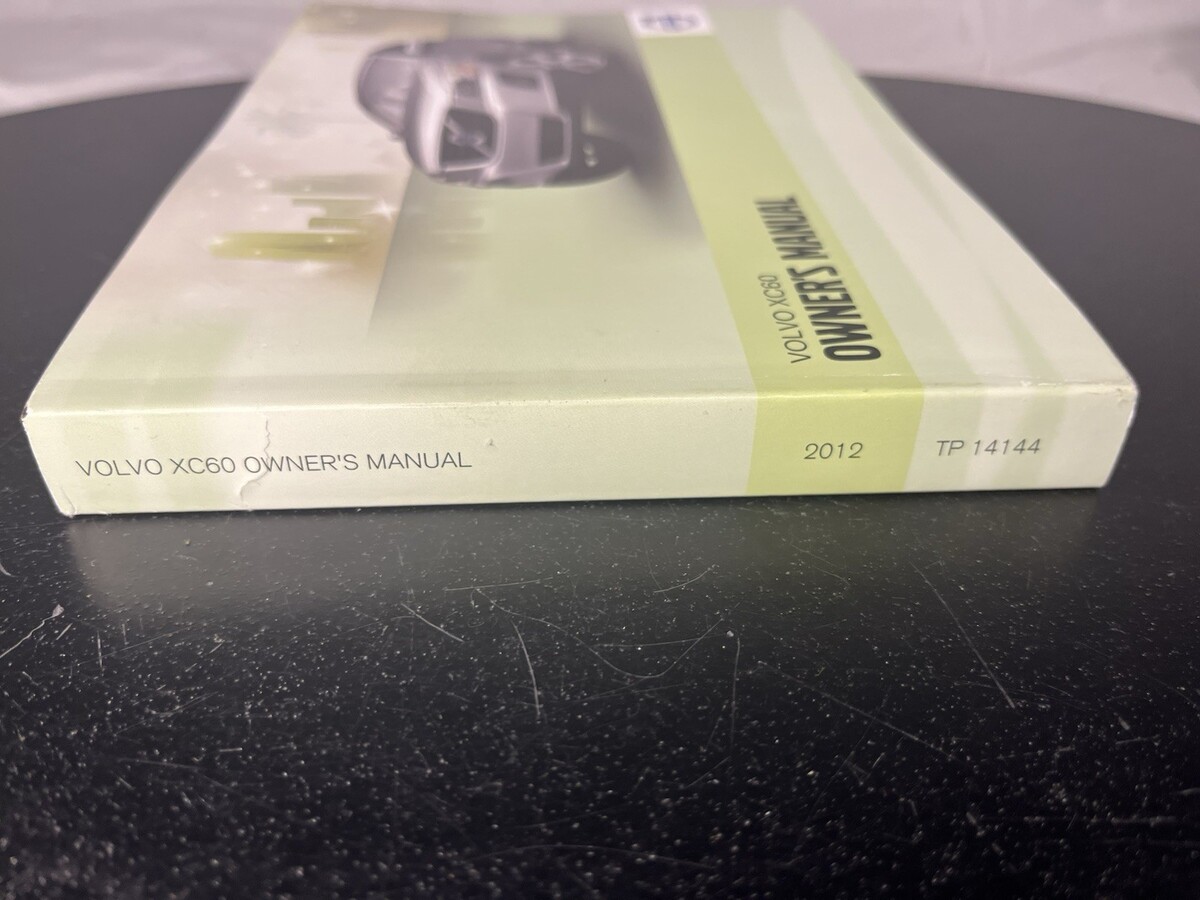 VOLVO XC60
OWNER'S MANUAL
VOLVO XC60 OWNER'S MANUAL
2012
TP 14144